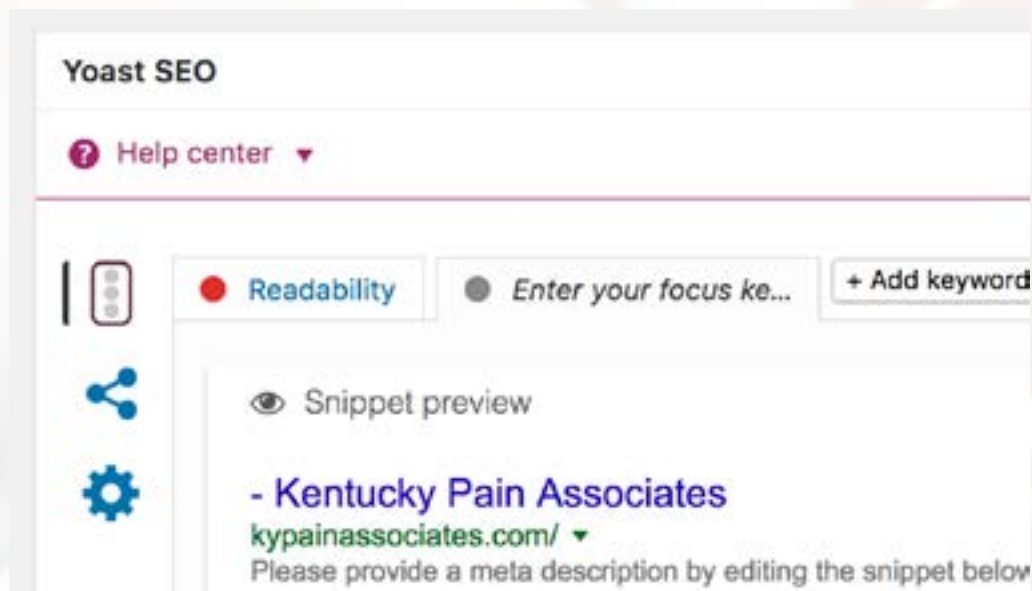 Yoast SEO
? Help center
Readability
Enter your focus ke...
+ Add keyword
Snippet preview
- Kentucky Pain Associates
kypainassociates.com/
Please provide a meta description by editing the snippet below